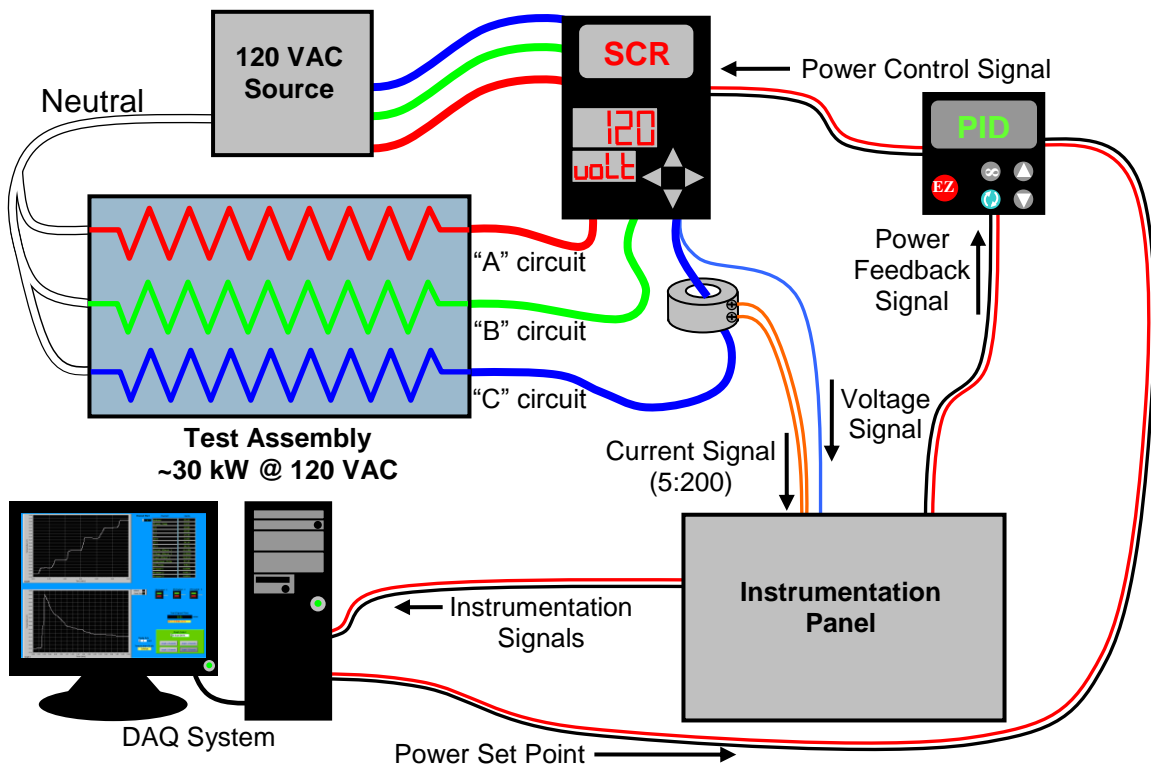 120 VAC
Source
Neutral
SCR
120
volt
Power Control Signal
PID
EZ
∞
"A" circuit
"B" circuit
"C" circuit
Power
Feedback
Signal
Test Assembly
~30 kW @ 120 VAC
Voltage
Signal
Current Signal
(5:200)
Instrumentation
Panel
Instrumentation
Signals
DAQ System
Power Set Point